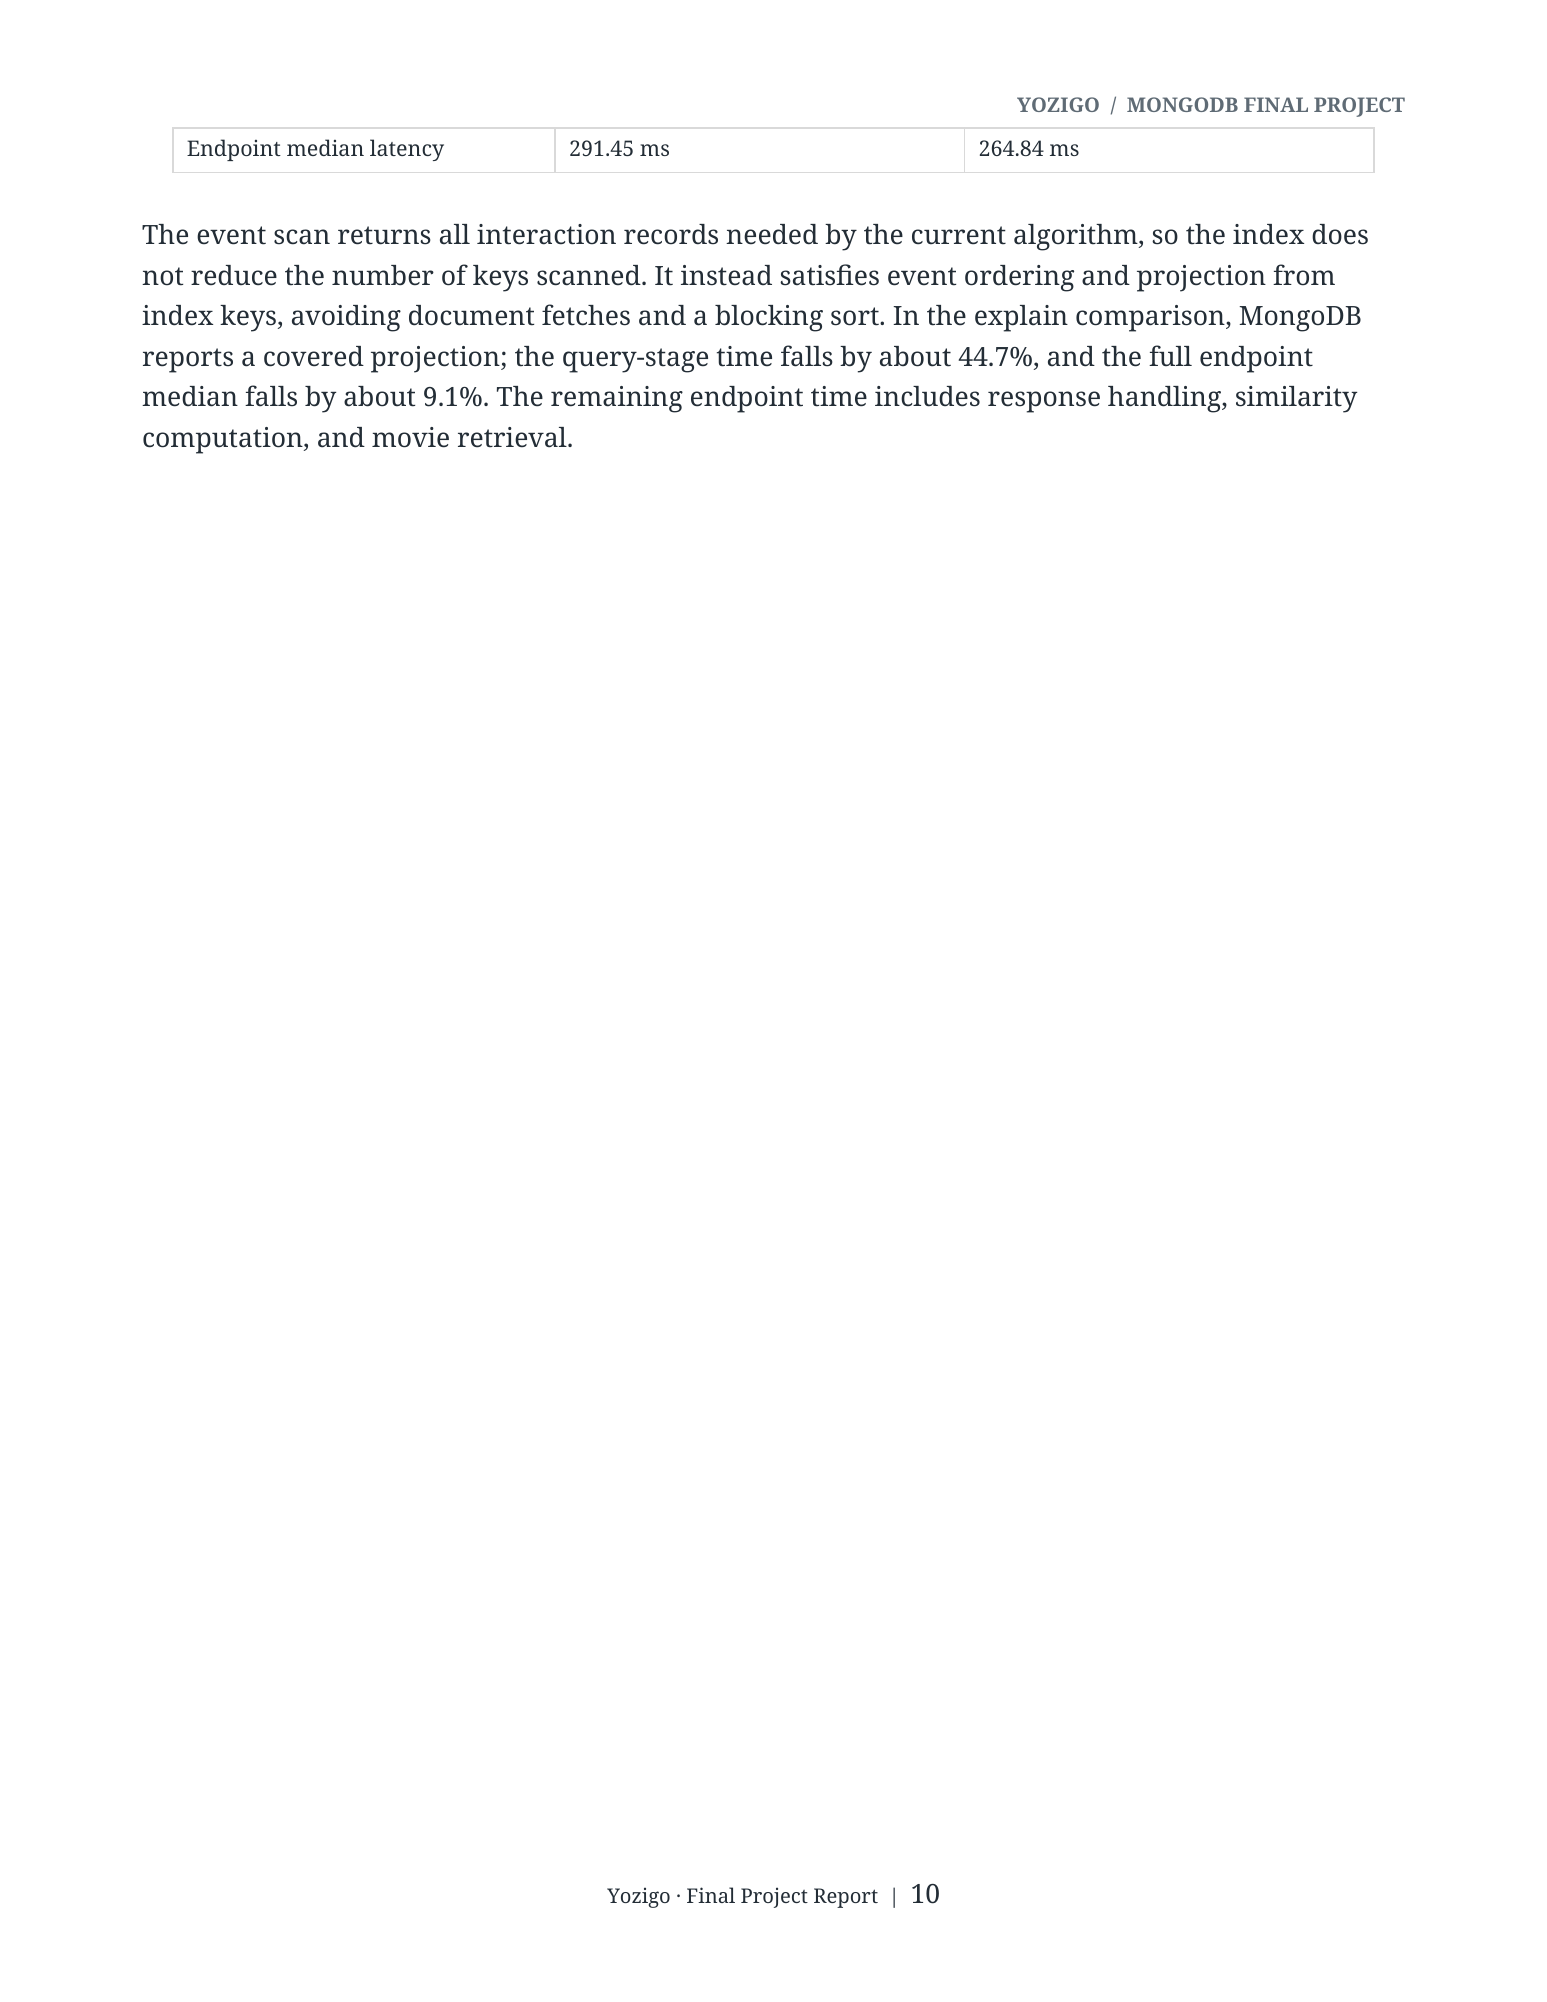 YOZIGO / MONGODB FINAL PROJECT
Endpoint median latency 291.45 ms 264.84 ms
The event scan returns all interaction records needed by the current algorithm, so the index does
not reduce the number of keys scanned. It instead satisfies event ordering and projection from
index keys, avoiding document fetches and a blocking sort. In the explain comparison, MongoDB
reports a covered projection; the query-stage time falls by about 44.7%, and the full endpoint
median falls by about 9.1%. The remaining endpoint time includes response handling, similarity
computation, and movie retrieval.
Yozigo · Final Project Report | 10